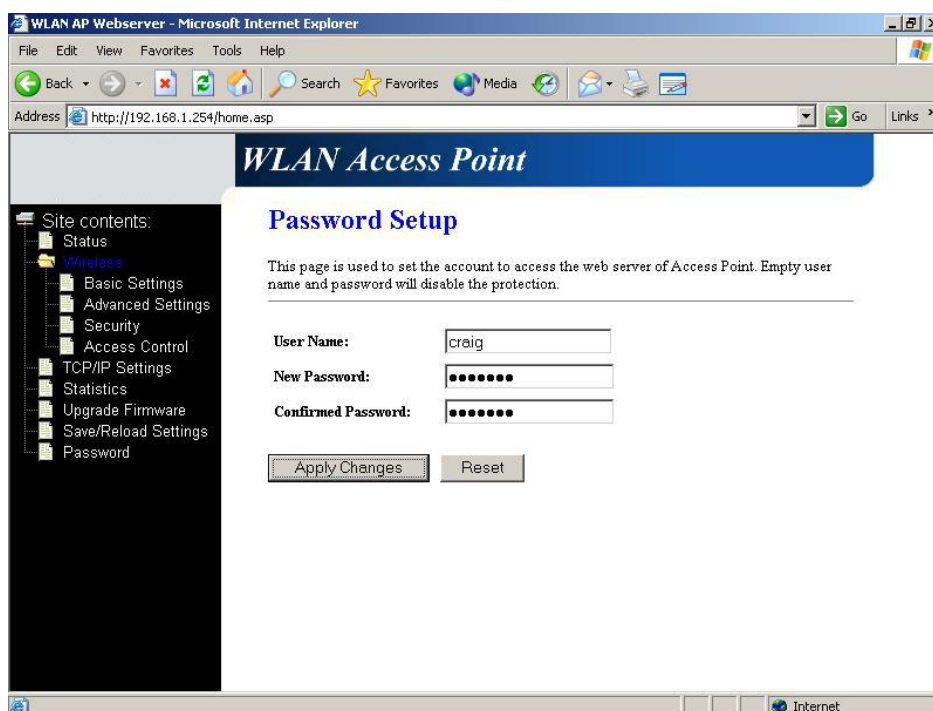 WLAN AP Webserver - Microsoft Internet Explorer
File Edit View Favorites Tools Help
Back Search Favorites Media
Address http://192.168.1.254/home.asp Go Links
WLAN Access Point
Site contents:
Status
Wireless
Basic Settings
Advanced Settings
Security
Access Control
TCP/IP Settings
Statistics
Upgrade Firmware
Save/Reload Settings
Password
Password Setup
This page is used to set the account to access the web server of Access Point. Empty user
name and password will disable the protection.
User Name: craig
New Password: •••••••
Confirmed Password: •••••••
Apply Changes Reset
Internet